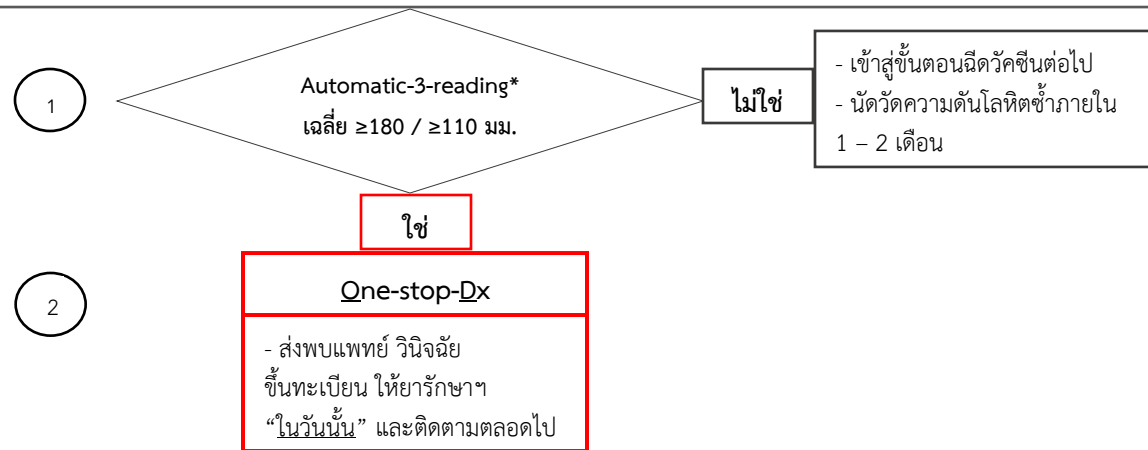 1
Automatic-3-reading*
เฉลี่ย ≥180 / ≥110 มม.
ไม่ใช่
- เข้าสู่ขั้นตอนฉีดวัคซีนต่อไป
- นัดวัดความดันโลหิตซ้ำภายใน
1 – 2 เดือน
ใช่
2
One-stop-Dx
- ส่งพบแพทย์ วินิจฉัย
ขึ้นทะเบียน ให้ยารักษาฯ
“ในวันนั้น” และติดตามตลอดไป